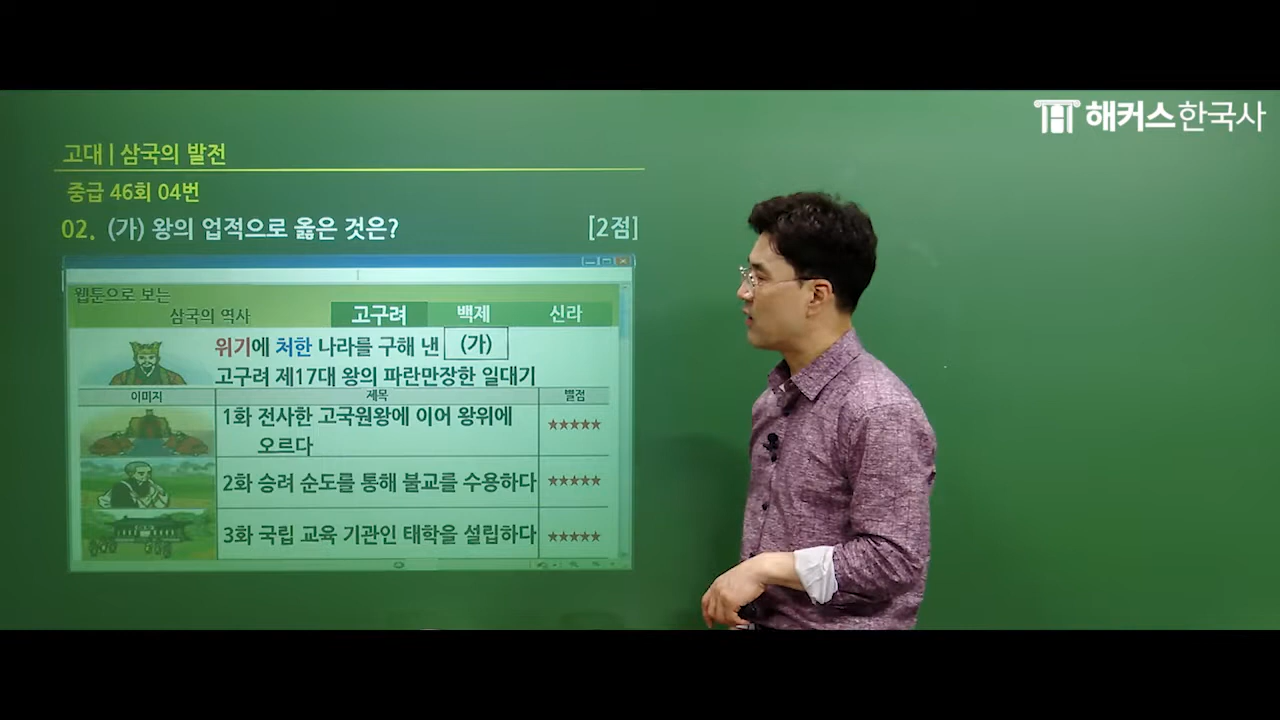 해커스한국사
고대 | 삼국의 발전
중급 46회 04번
02. (가) 왕의 업적으로 옳은 것은? [2점]
웹툰으로 보는
삼국의 역사 고구려 백제 신라
위기에 처한 나라를 구해 낸 (가)
고구려 제17대 왕의 파란만장한 일대기
이미지 제목 별점
1화 전사한 고국원왕에 이어 왕위에
오르다 ★★★★★
2화 승려 순도를 통해 불교를 수용하다 ★★★★★
3화 국립 교육 기관인 태학을 설립하다 ★★★★★